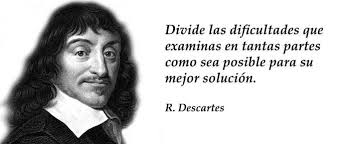 Divide las dificultades que
examinas en tantas partes
como sea posible para su
mejor solución.
R. Descartes